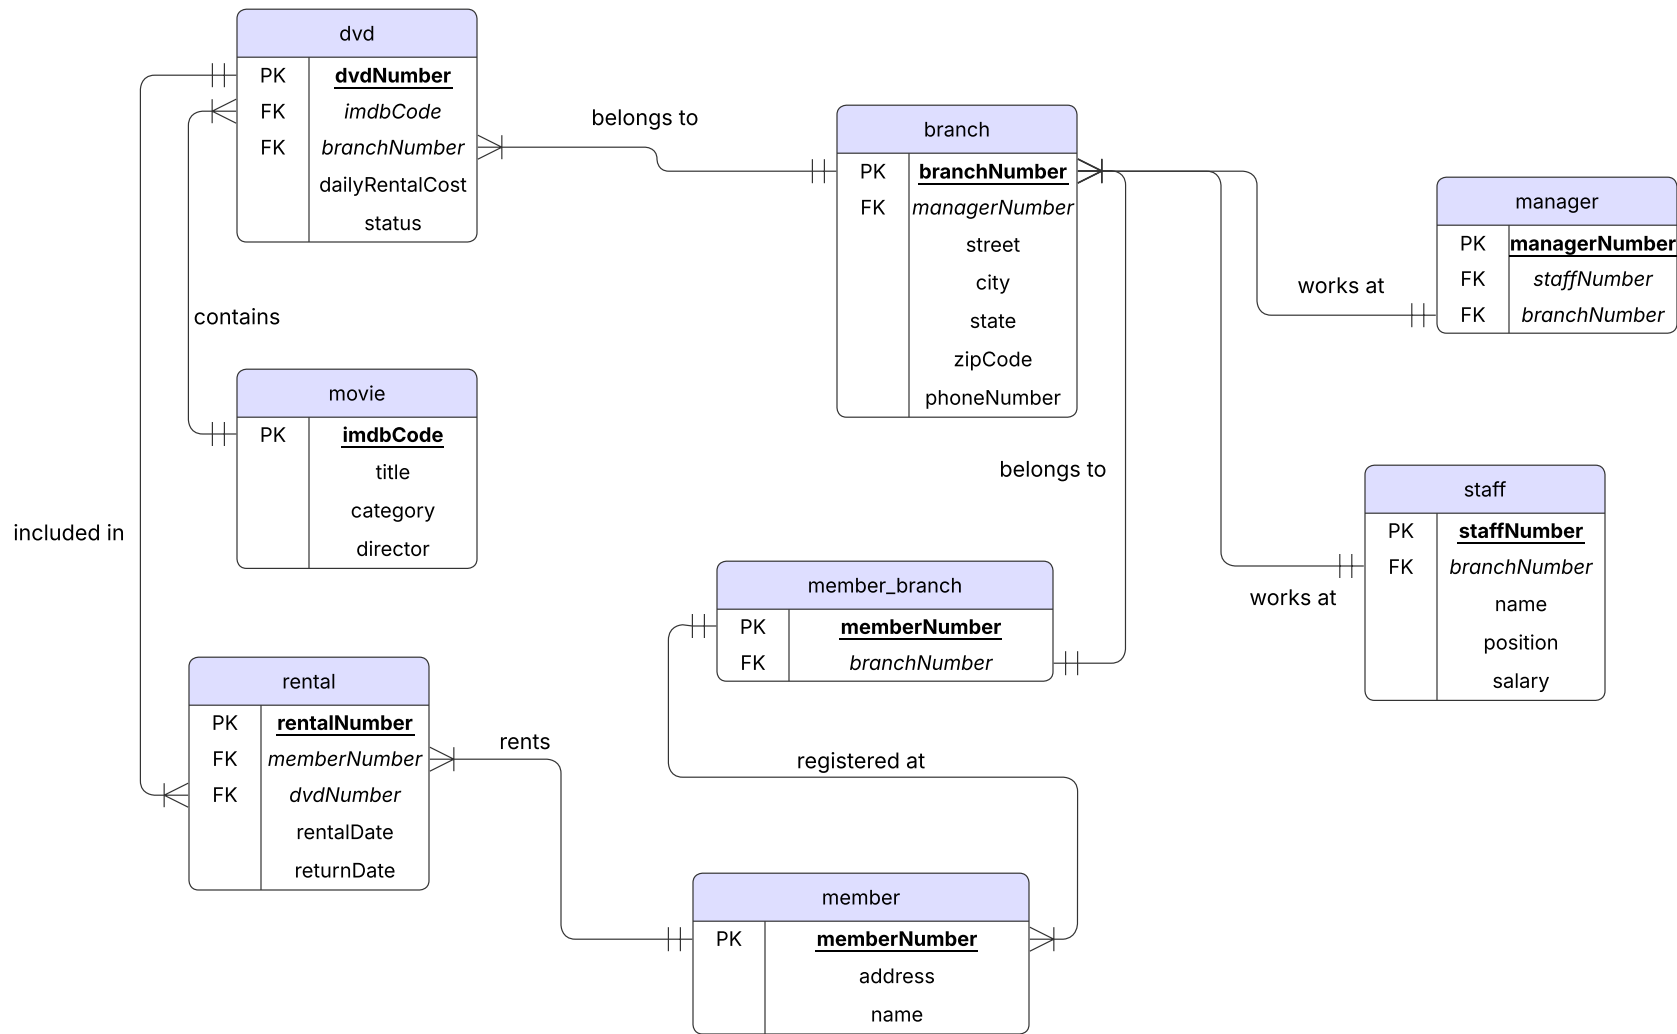 dvd
PK dvdNumber
FK imdbCode
FK branchNumber
dailyRentalCost
status
belongs to
branch
PK branchNumber
FK managerNumber
street
city
state
zipCode
phoneNumber
manager
PK managerNumber
FK staffNumber
FK branchNumber
works at
contains
movie
PK imdbCode
title
category
director
included in
belongs to
staff
PK staffNumber
FK branchNumber
name
position
salary
works at
member_branch
PK memberNumber
FK branchNumber
rental
PK rentalNumber
FK memberNumber
FK dvdNumber
rentalDate
returnDate
rents
registered at
member
PK memberNumber
address
name